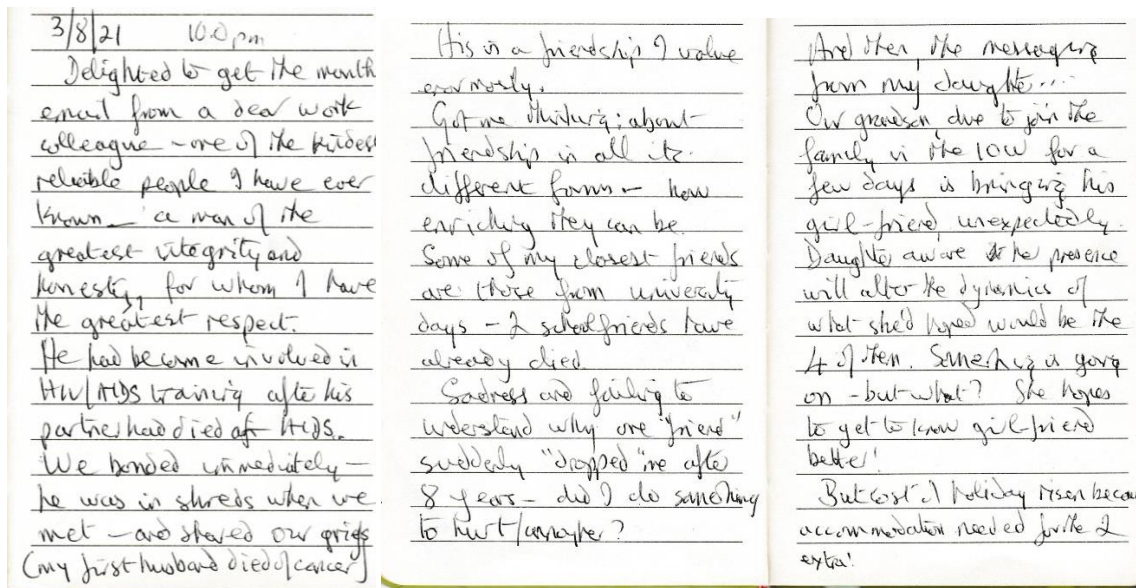 3/8/21 10.0pm
Delighted to get the month
email from a dear work
colleague - one of the kindest
reliable people I have ever
known - a man of the
greatest integrity and
honesty, for whom I have
the greatest respect.
He had become involved in
HIV/AIDS training after his
partner had died of AIDS.
We bonded immediately -
he was in shreds when we
met - and shared our griefs
(my first husband died of cancer)
This is a friendship I value
enormously.
Got me thinking; about
friendship in all its
different forms - how
enriching they can be.
Some of my closest friends
are those from university
days - 2 schoolfriends have
already died.
Sadness and failing to
understand why one "friend"
suddenly "dropped" me after
8 years - did I do something
to hurt/annoy her?
And then, the messaging
from my daughter...
Our grandson, due to join the
family in the IOW for a
few days is bringing his
girl-friend, unexpectedly.
Daughter aware the presence
will alter the dynamics of
what she'd hoped would be the
4 of them. Something is going
on - but what? She hopes
to get to know girl-friend
better!
But cost of holiday risen becau
accommodation needed for the 2
extra!